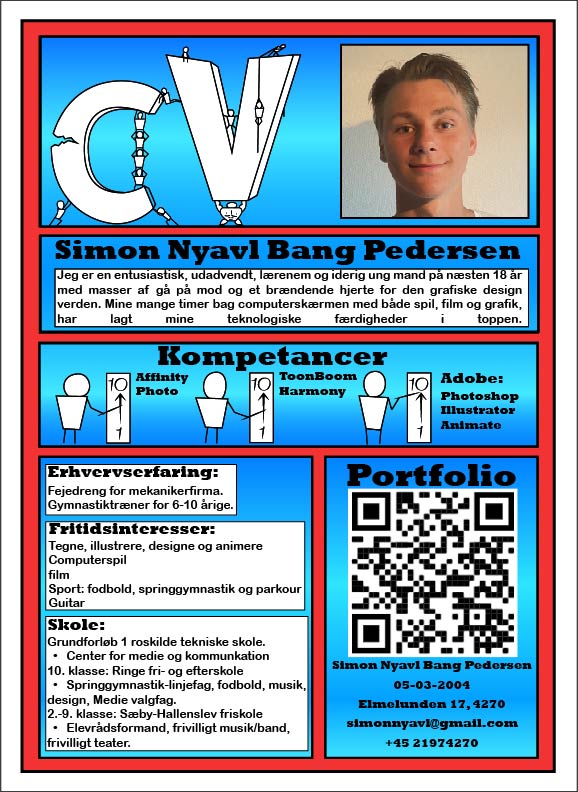 CV
Simon Nyavl Bang Pedersen
Jeg er en entusiastisk, udadvendt, lærenem og iderig ung mand på næsten 18 år
med masser af gå på mod og et brændende hjerte for den grafiske design
verden. Mine mange timer bag computerskærmen med både spil, film og grafik,
har lagt mine teknologiske færdigheder i toppen.
Kompetancer
10
1
Affinity
Photo
10
1
ToonBoom
Harmony
10
1
Adobe:
Photoshop
Illustrator
Animate
Erhvervserfaring:
Fejedreng for mekanikerfirma.
Gymnastiktræner for 6-10 årige.
Fritidsinteresser:
Tegne, illustrere, designe og animere
Computerspil
film
Sport: fodbold, springgymnastik og parkour
Guitar
Skole:
Grundforløb 1 roskilde tekniske skole.
• Center for medie og kommunkation
10. klasse: Ringe fri- og efterskole
• Springgymnastik-linjefag, fodbold, musik,
design, Medie valgfag.
2.-9. klasse: Sæby-Hallenslev friskole
• Elevrådsformand, frivilligt musik/band,
frivilligt teater.
Portfolio
Simon Nyavl Bang Pedersen
05-03-2004
Elmelunden 17, 4270
simonnyavl@gmail.com
+45 21974270